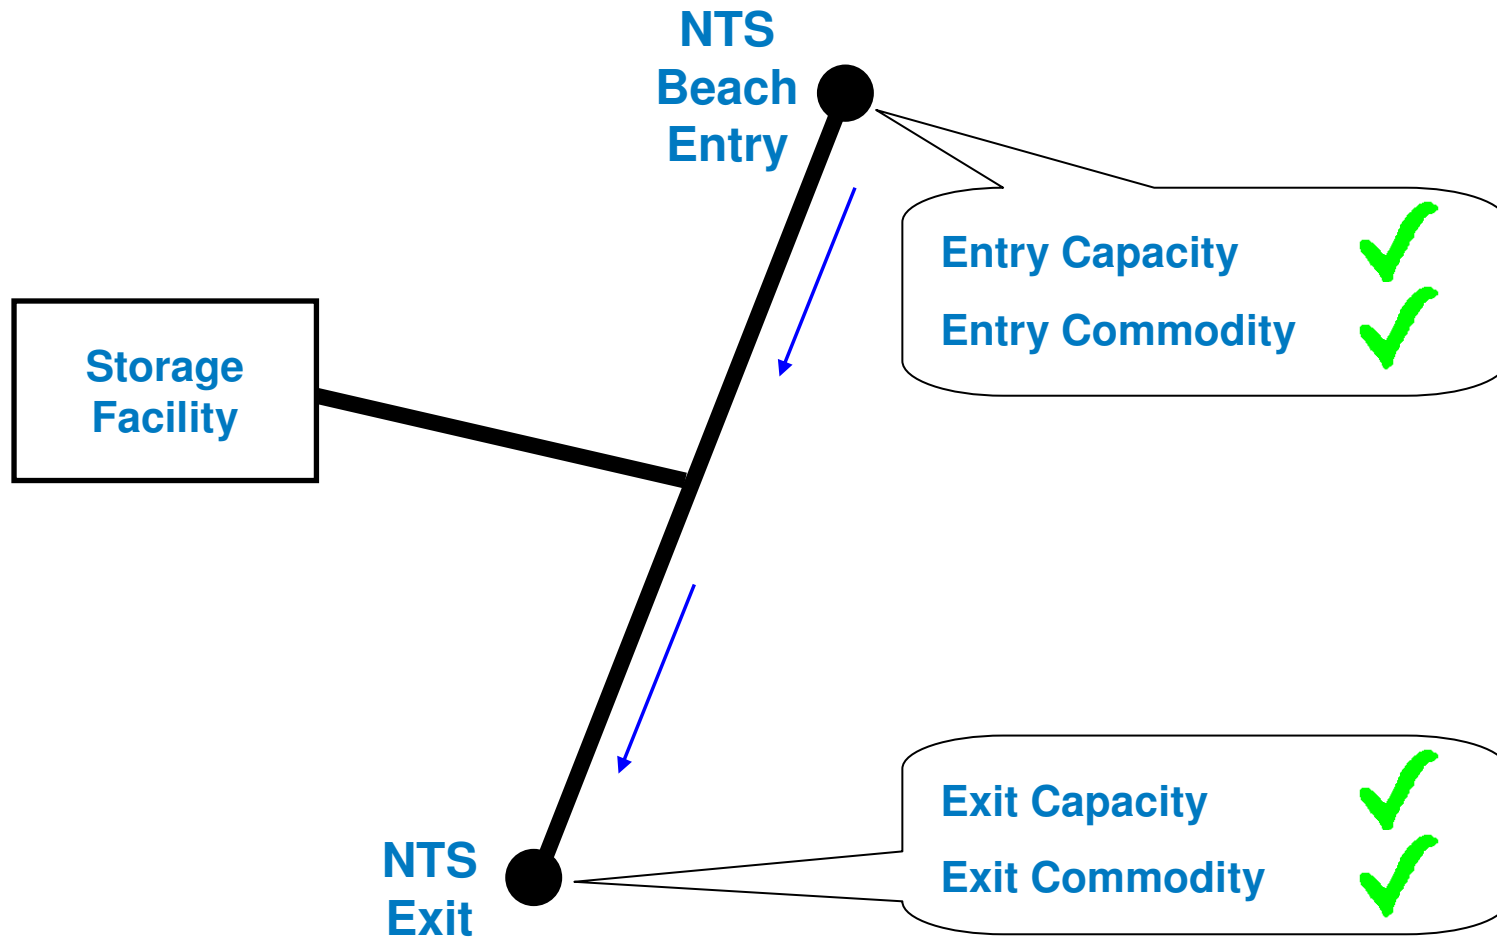 NTS
Beach
Entry
Entry Capacity
Entry Commodity
Storage
Facility
Exit Capacity
Exit Commodity
NTS
Exit